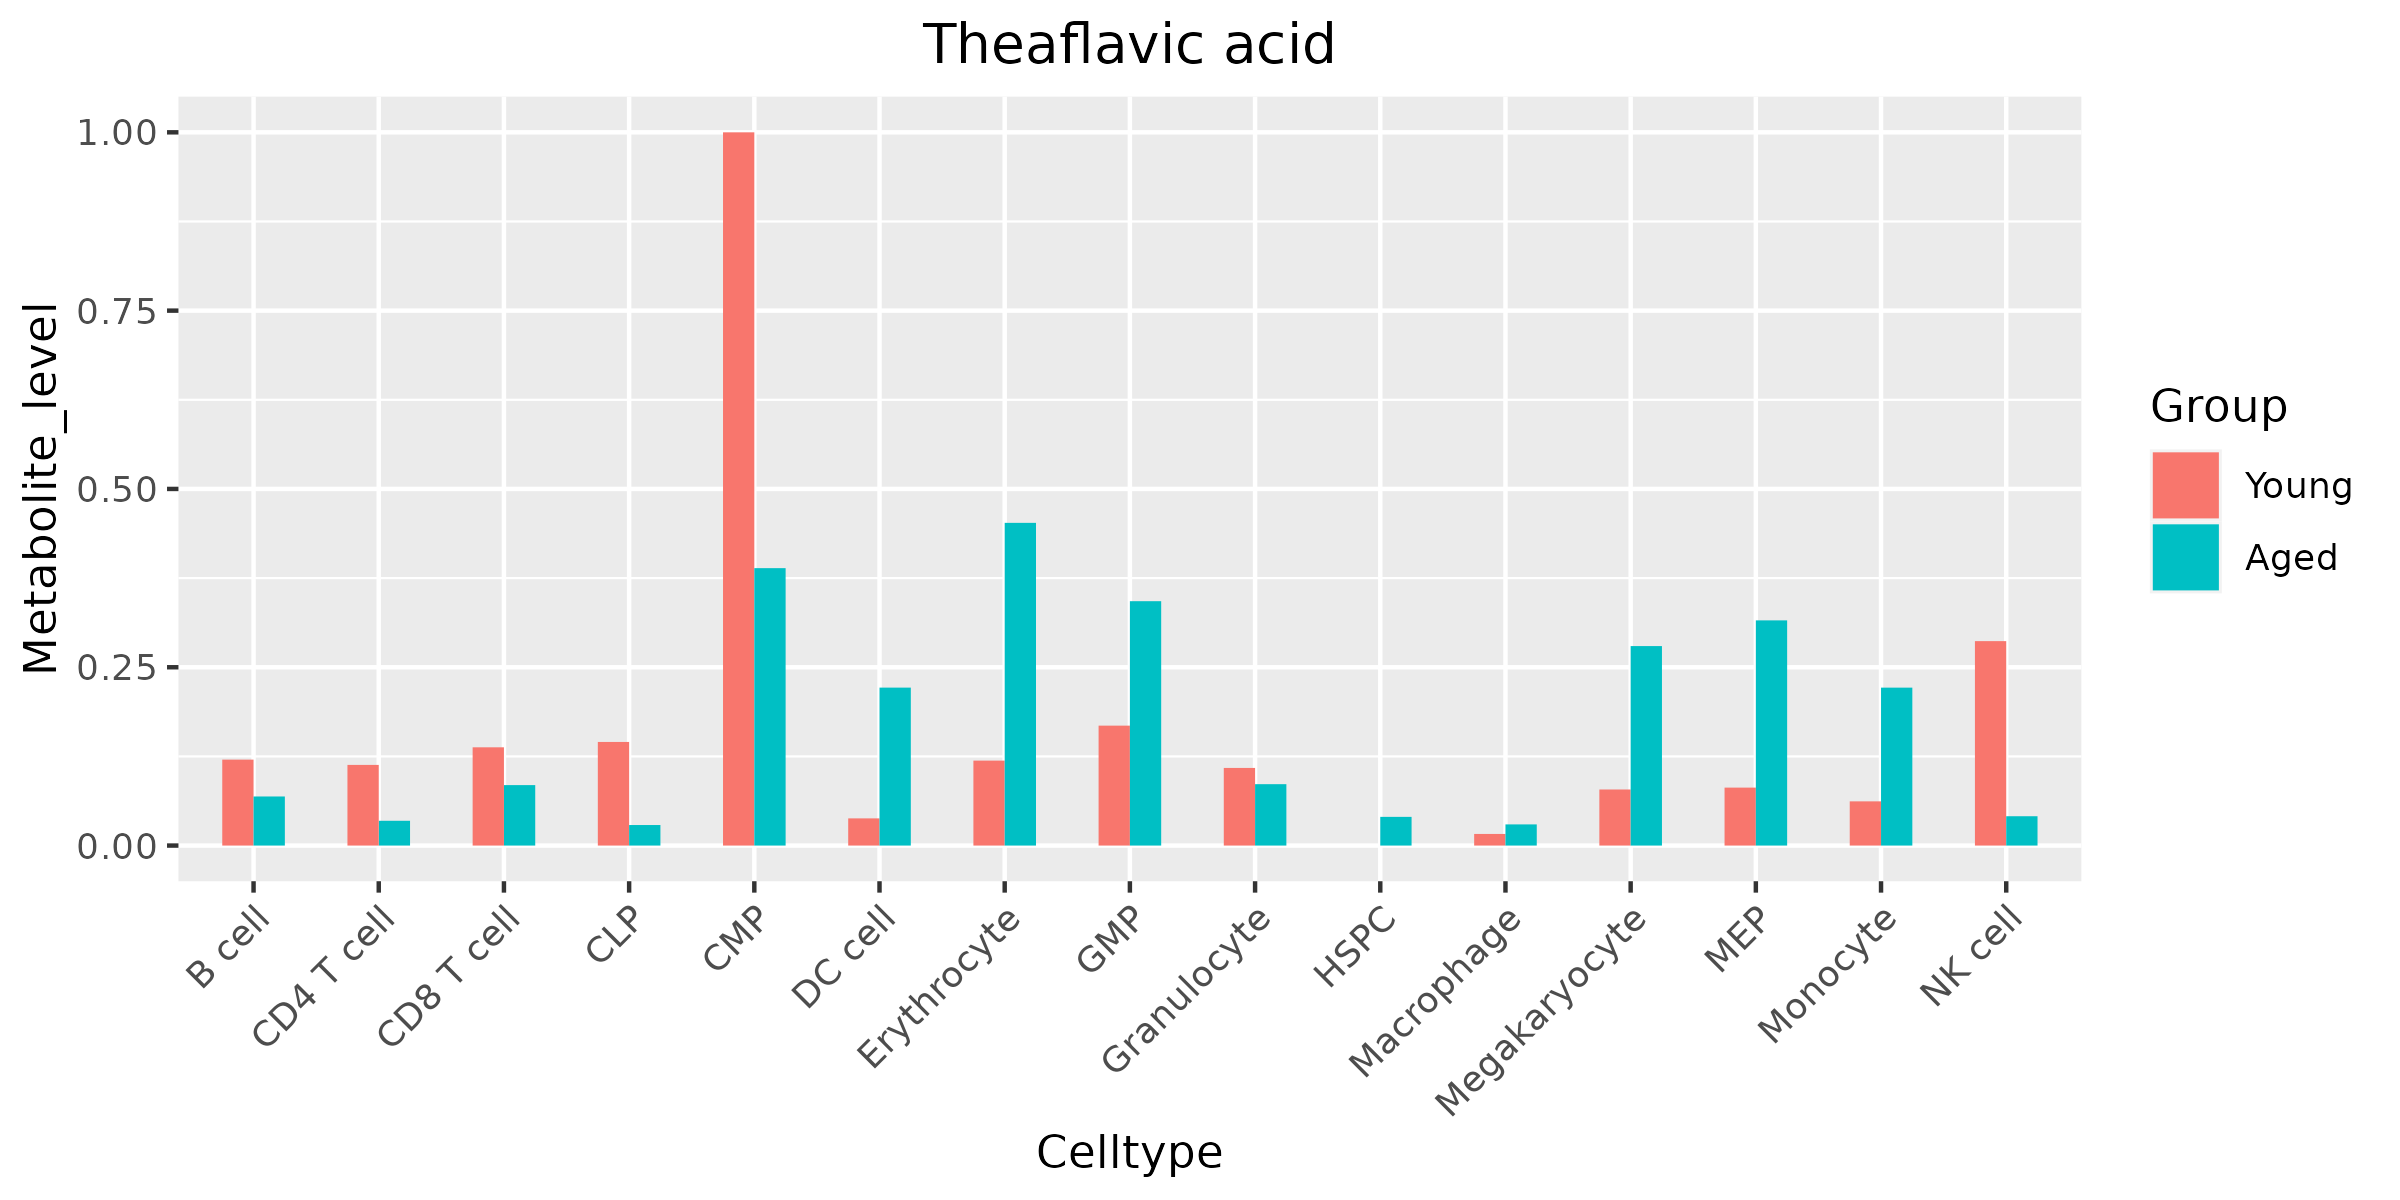 Theaflavic acid
Metabolite_level
1.00
0.75
0.50
0.25
0.00
B cell
CD4 T cell
CD8 T cell
CLP
CMP
DC cell
Erythrocyte
GMP
Granulocyte
HSPC
Macrophage
Megakaryocyte
MEP
Monocyte
NK cell
Celltype
Group
Young
Aged